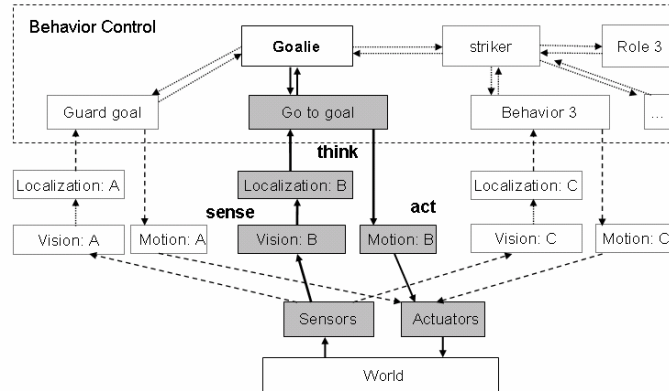 Behavior Control
Goalie
striker
Role 3
Guard goal
Go to goal
Behavior 3
...
think
Localization: A
Localization: B
Localization: C
sense
act
Vision: A
Motion: A
Vision: B
Motion: B
Vision: C
Motion: C
Sensors
Actuators
World